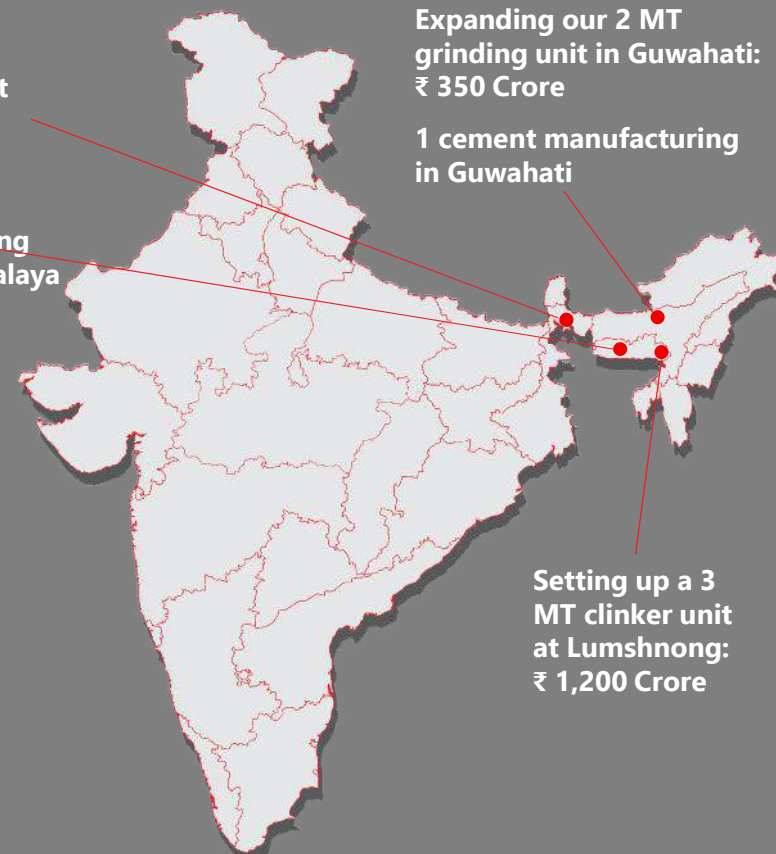 Expanding our 2 MT
grinding unit in Guwahati:
₹ 350 Crore
1 cement manufacturing
in Guwahati
Setting up a 3
MT clinker unit
at Lumshnong:
₹ 1,200 Crore